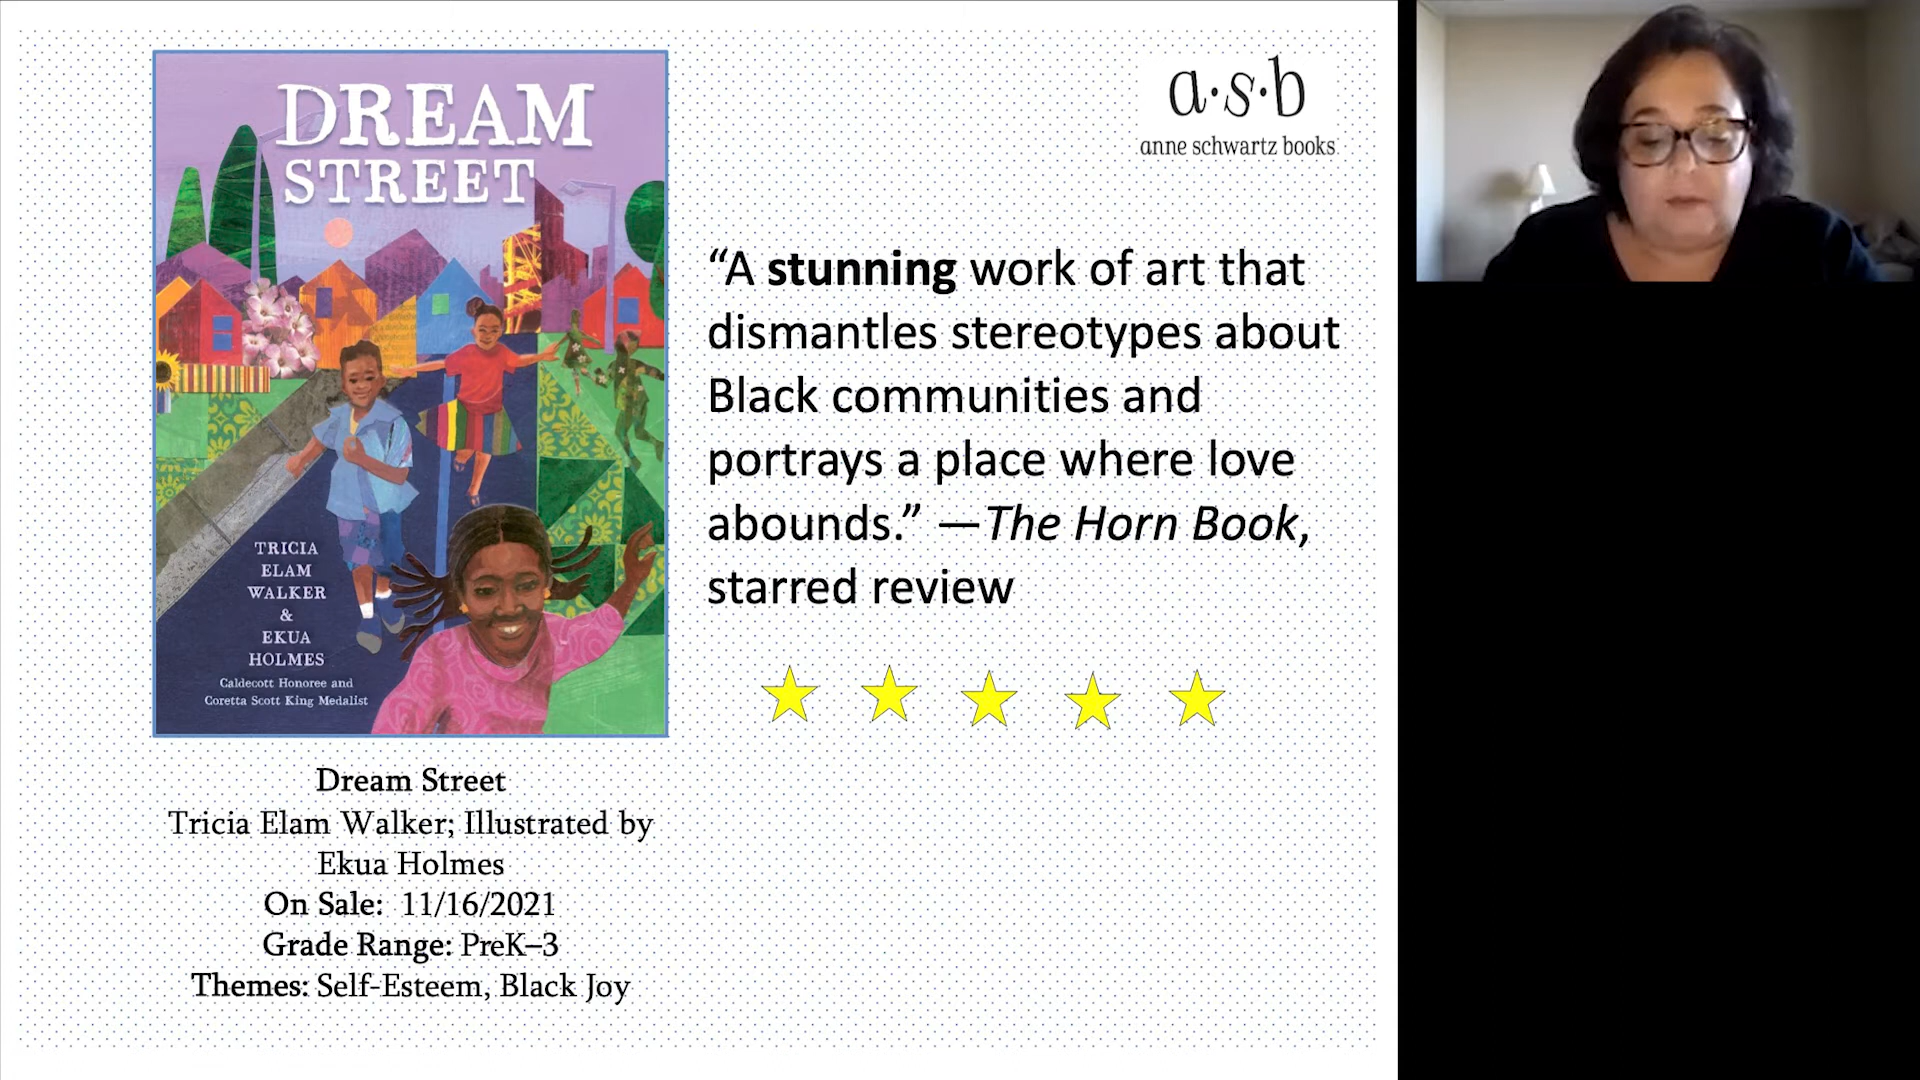 DREAM
STREET
TRICIA
ELAM
WALKER
&
EKUA
HOLMES
Caldecott Honoree and
Coretta Scott King Medalist
Dream Street
Tricia Elam Walker; Illustrated by
Ekua Holmes
On Sale: 11/16/2021
Grade Range: PreK–3
Themes: Self-Esteem, Black Joy
a·s·b
anne schwartz books
“A stunning work of art that
dismantles stereotypes about
Black communities and
portrays a place where love
abounds.” —The Horn Book,
starred review